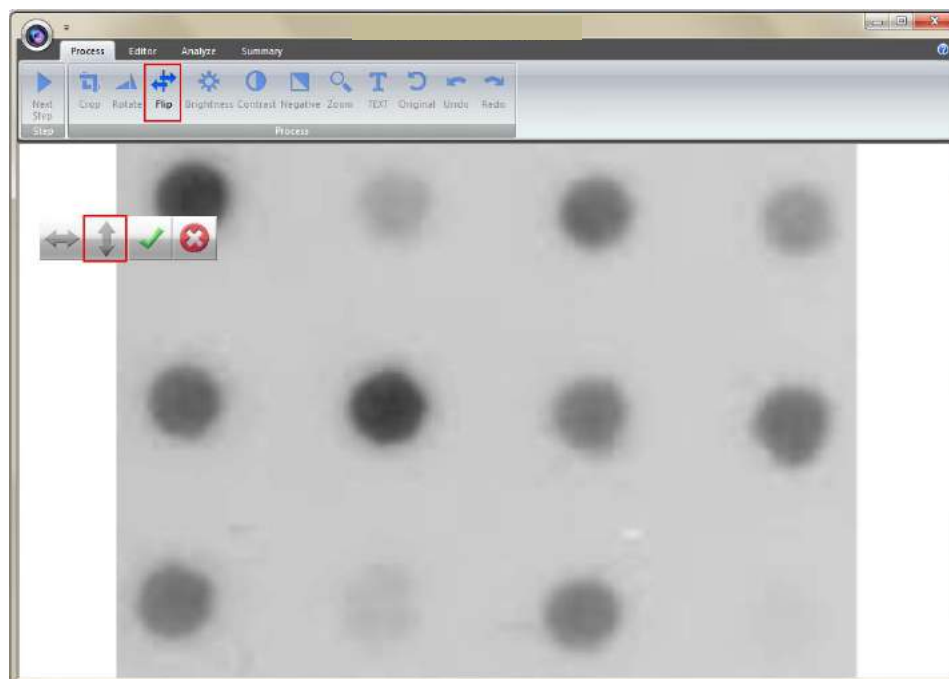 Process Editor Analyze Summary
Next Step Crop Rotate Flip Brightness Contrast Negative Zoom TEXT Original Undo Redo
Step Process